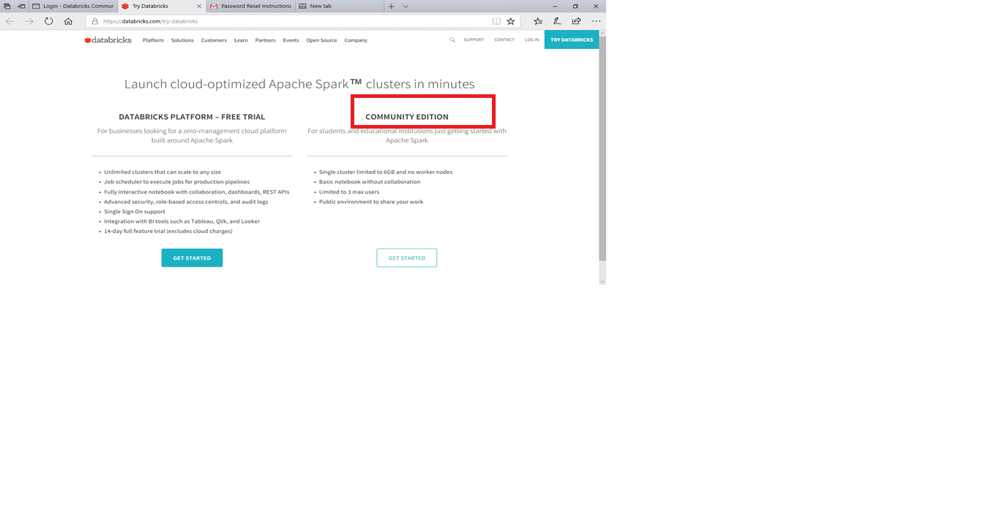 Login - Databricks Commur
Try Databricks
Password Reset Instructions
New tab
https://databricks.com/try-databricks
databricks
Platform Solutions Customers Learn Partners Events Open Source Company
SUPPORT CONTACT LOG IN TRY DATABRICKS
Launch cloud-optimized Apache Spark™ clusters in minutes
DATABRICKS PLATFORM – FREE TRIAL
For businesses looking for a zero-management cloud platform
built around Apache Spark
• Unlimited clusters that can scale to any size
• Job scheduler to execute jobs for production pipelines
• Fully interactive notebook with collaboration, dashboards, REST APIs
• Advanced security, role-based access controls, and audit logs
• Single Sign On support
• Integration with BI tools such as Tableau, Qlik, and Looker
• 14-day full feature trial (excludes cloud charges)
GET STARTED
COMMUNITY EDITION
For students and educational institutions just getting started with
Apache Spark
• Single cluster limited to 6GB and no worker nodes
• Basic notebook without collaboration
• Limited to 3 max users
• Public environment to share your work
GET STARTED